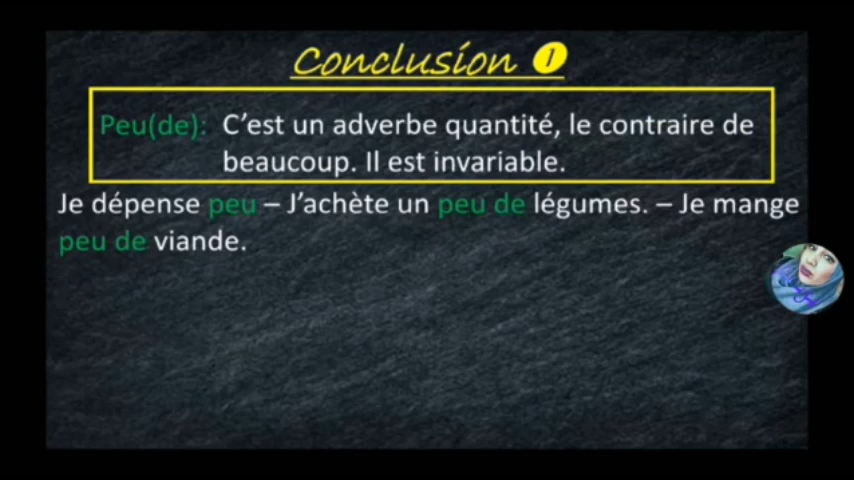 Conclusion 1
Peu(de): C'est un adverbe quantité, le contraire de
beaucoup. Il est invariable.
Je dépense peu – J'achète un peu de légumes. – Je mange
peu de viande.